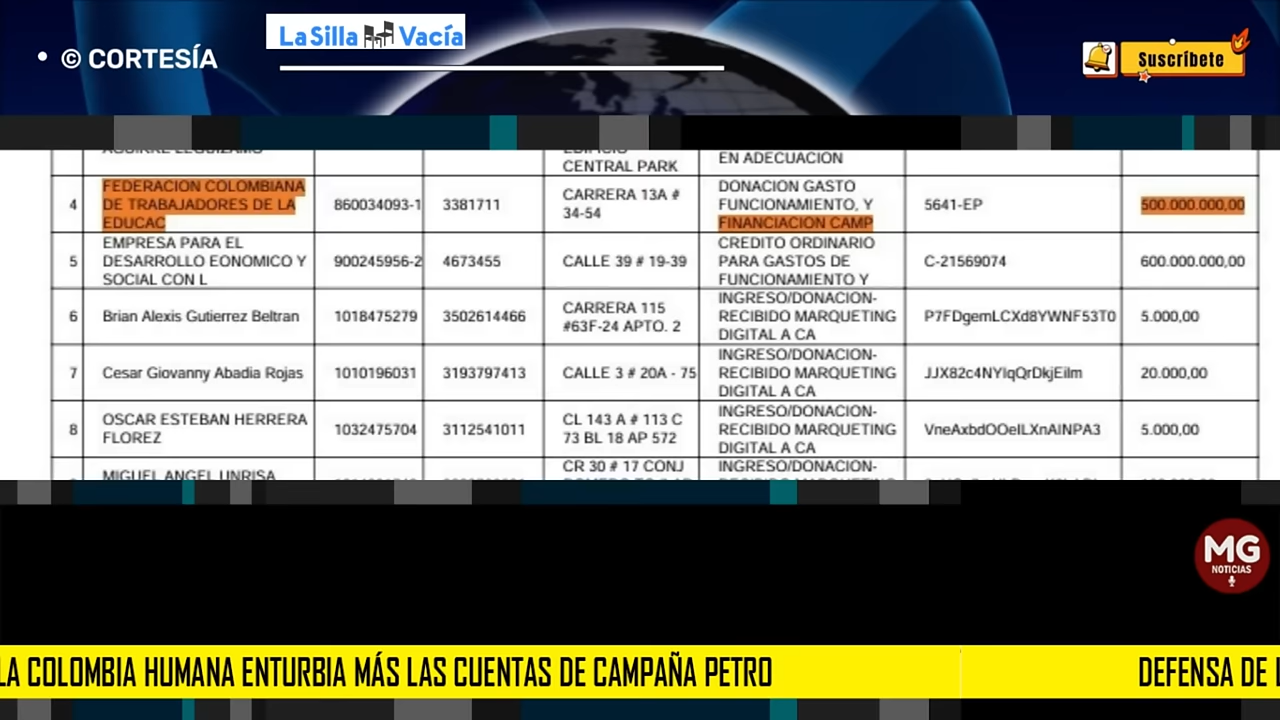 • © CORTESÍA
La Silla Vacía
Suscríbete
CENTRAL PARK
EN ADECUACION
4
FEDERACION COLOMBIANA
DE TRABAJADORES DE LA
EDUCAC
860034093-1
3381711
CARRERA 13A #
34-54
DONACION GASTO
FUNCIONAMIENTO, Y
FINANCIACION CAMP
5641-EP
500.000.000,00
5
EMPRESA PARA EL
DESARROLLO EONOMICO Y
SOCIAL CON L
900245956-2
4673455
CALLE 39 # 19-39
CREDITO ORDINARIO
PARA GASTOS DE
FUNCIONAMIENTO Y
C-21569074
600.000.000,00
6
Brian Alexis Gutierrez Beltran
1018475279
3502614466
CARRERA 115
#63F-24 APTO. 2
INGRESO/DONACION-
RECIBIDO MARQUETING
DIGITAL A CA
P7FDgemLCXd8YWNF53T0
5.000,00
7
Cesar Giovanny Abadia Rojas
1010196031
3193797413
CALLE 3 # 20A - 75
INGRESO/DONACION-
RECIBIDO MARQUETING
DIGITAL A CA
JJX82c4NYIqQrDkjEilm
20.000,00
8
OSCAR ESTEBAN HERRERA
FLOREZ
1032475704
3112541011
CL 143 A # 113 C
73 BL 18 AP 572
INGRESO/DONACION-
RECIBIDO MARQUETING
DIGITAL A CA
VneAxbdOOeILXnAINPA3
5.000,00
MIGUEL ANGEL UNRISA
CR 30 # 17 CONJ
INGRESO/DONACION-
MG
NOTICIAS
LA COLOMBIA HUMANA ENTURBIA MÁS LAS CUENTAS DE CAMPAÑA PETRO
DEFENSA DE